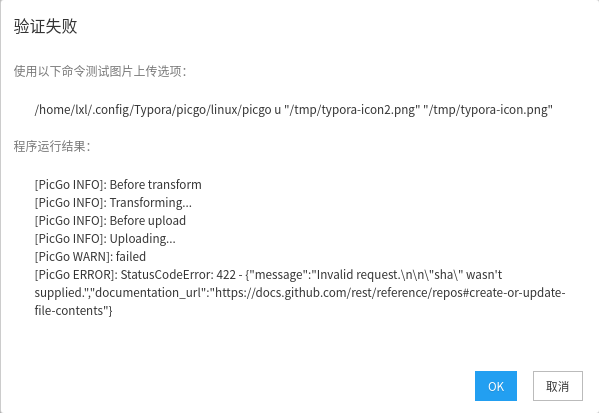 验证失败
使用以下命令测试图片上传选项：
/home/lxl/.config/Typora/picgo/linux/picgo u "/tmp/typora-icon2.png" "/tmp/typora-icon.png"
程序运行结果：
[PicGo INFO]: Before transform
[PicGo INFO]: Transforming...
[PicGo INFO]: Before upload
[PicGo INFO]: Uploading...
[PicGo WARN]: failed
[PicGo ERROR]: StatusCodeError: 422 - {"message":"Invalid request.\n\n\"sha\" wasn't
supplied.","documentation_url":"https://docs.github.com/rest/reference/repos#create-or-update-
file-contents"}
OK 取消